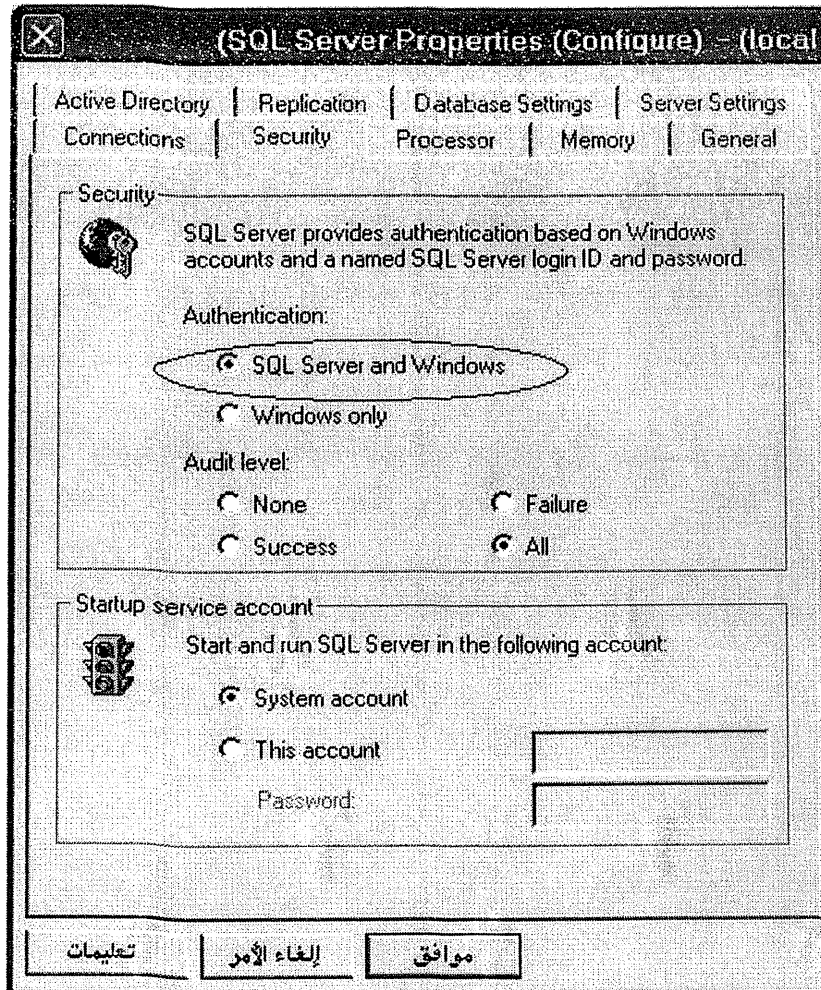 (SQL Server Properties (Configure) - (local
Active Directory Replication Database Settings Server Settings
Connections Security Processor Memory General
Security
SQL Server provides authentication based on Windows
accounts and a named SQL Server login ID and password.
Authentication:
SQL Server and Windows
Windows only
Audit level:
None Failure
Success All
Startup service account
Start and run SQL Server in the following account:
System account
This account
Password:
موافق إلغاء الأمر تعليمات